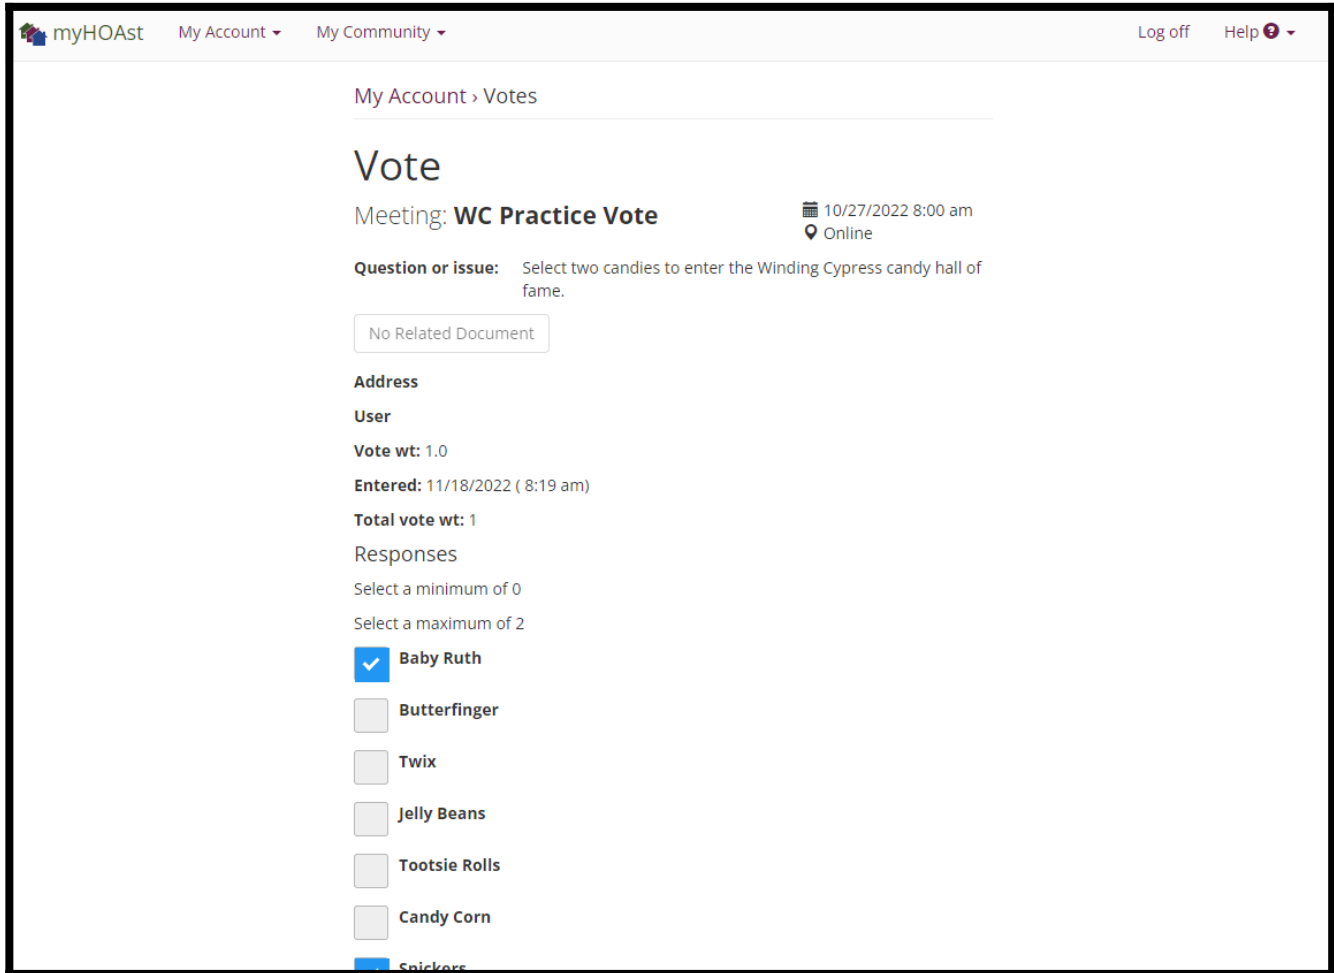 myHOAst My Account My Community Log off Help
My Account › Votes
Vote
Meeting: WC Practice Vote
10/27/2022 8:00 am
Online
Question or issue: Select two candies to enter the Winding Cypress candy hall of
fame.
No Related Document
Address
User
Vote wt: 1.0
Entered: 11/18/2022 ( 8:19 am)
Total vote wt: 1
Responses
Select a minimum of 0
Select a maximum of 2
Baby Ruth
Butterfinger
Twix
Jelly Beans
Tootsie Rolls
Candy Corn
Snickers